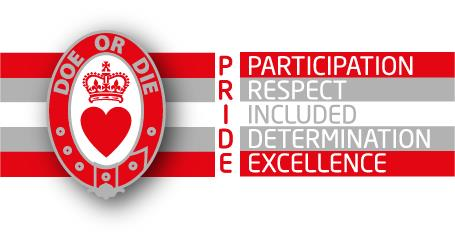 DOE OR DIE
P PARTICIPATION
R RESPECT
I INCLUDED
D DETERMINATION
E EXCELLENCE